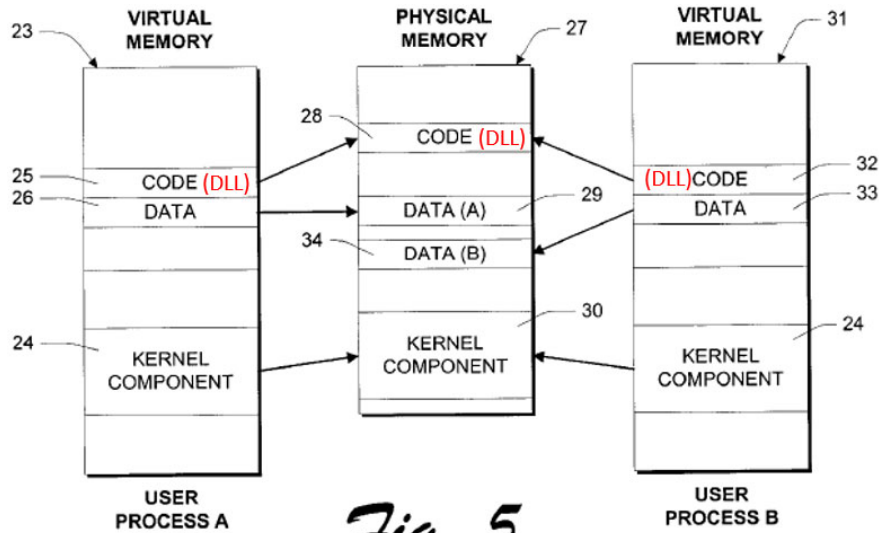 VIRTUAL
MEMORY
23
PHYSICAL
MEMORY
27
VIRTUAL
MEMORY
31
28
CODE (DLL)
25
CODE (DLL)
26
DATA
(DLL) CODE
32
DATA
33
DATA (A)
29
34
DATA (B)
30
24
KERNEL
COMPONENT
KERNEL
COMPONENT
KERNEL
COMPONENT
24
USER
PROCESS A
Fig. 5
USER
PROCESS B